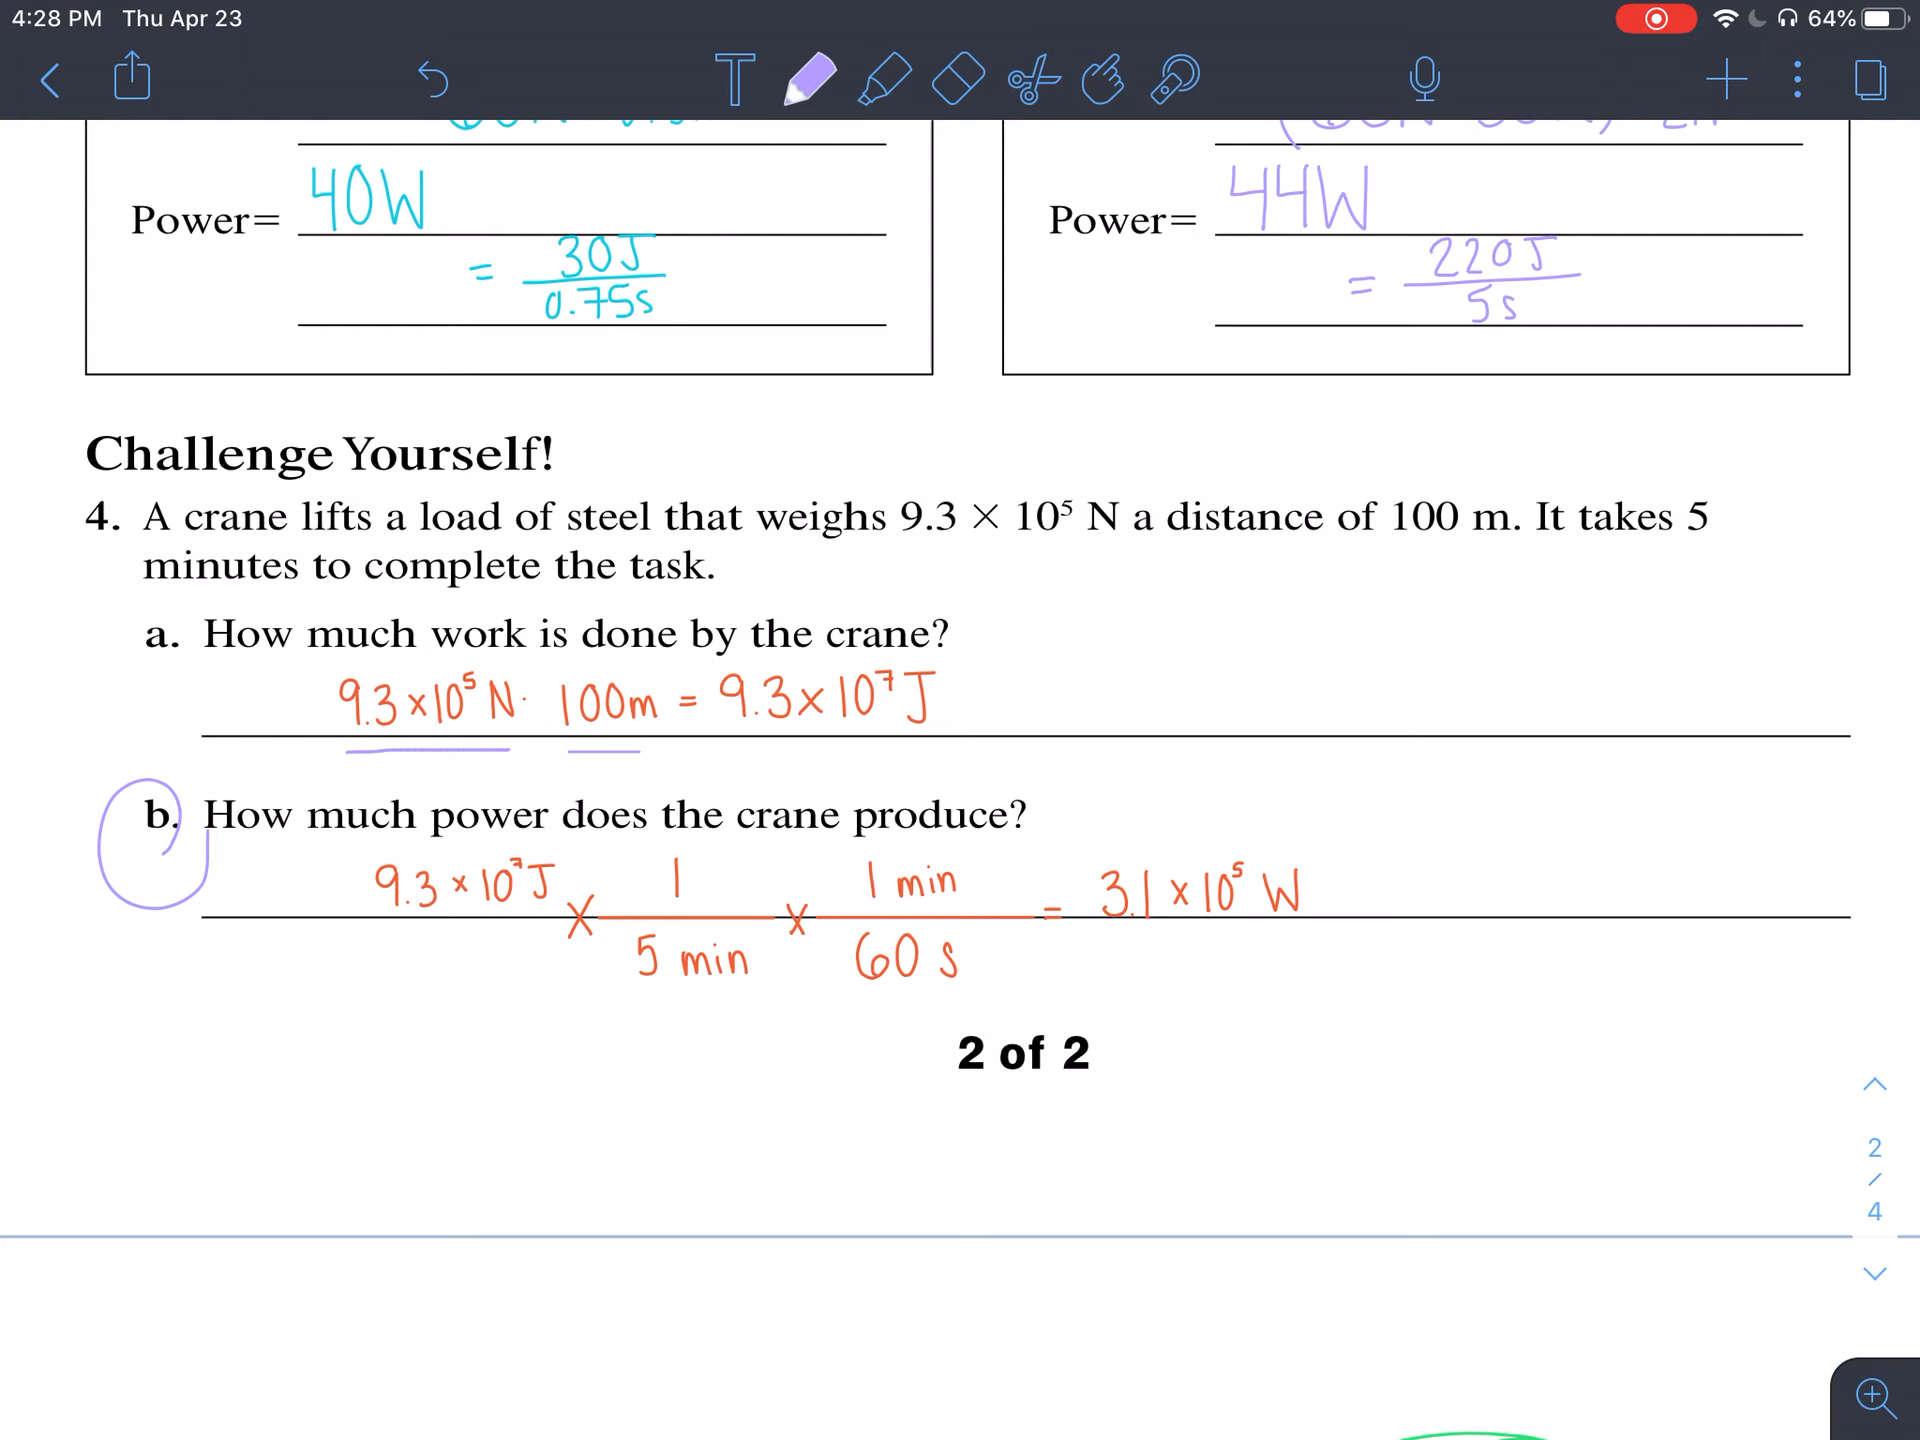 4:28 PM Thu Apr 23
64%
Power= 40W
= 30J
0.75s
Power= 44W
= 220J
5s
Challenge Yourself!
4. A crane lifts a load of steel that weighs 9.3 × 10⁵ N a distance of 100 m. It takes 5
minutes to complete the task.
a. How much work is done by the crane?
9.3 x 10⁵ N · 100m = 9.3 x 10⁷ J
b. How much power does the crane produce?
9.3 x 10⁷ J x 1 x 1 min = 3.1 x 10⁵ W
5 min 60 s
2 of 2
2
/
4